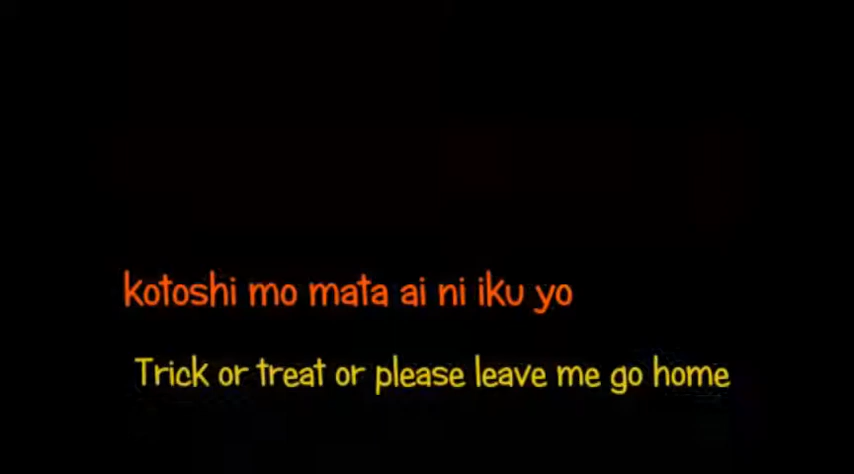 kotoshi mo mata ai ni iku yo
Trick or treat or please leave me go home